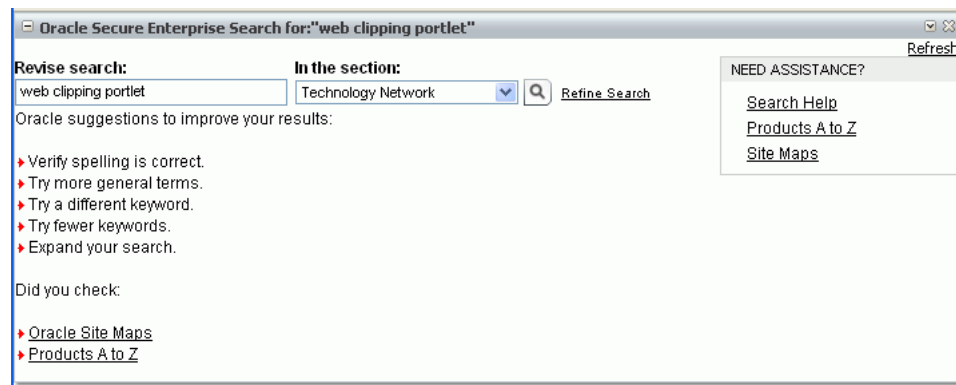 Oracle Secure Enterprise Search for:"web clipping portlet"
Refresh
Revise search:
In the section:
web clipping portlet
Technology Network
Refine Search
NEED ASSISTANCE?
Search Help
Products A to Z
Site Maps
Oracle suggestions to improve your results:
Verify spelling is correct.
Try more general terms.
Try a different keyword.
Try fewer keywords.
Expand your search.
Did you check:
Oracle Site Maps
Products A to Z